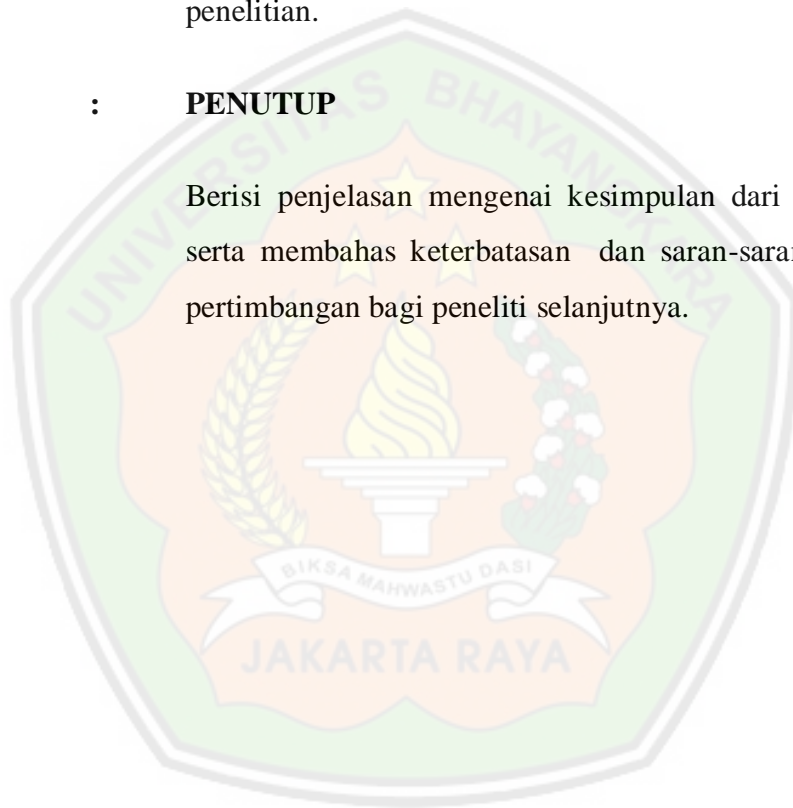 penelitian.
: PENUTUP
Berisi penjelasan mengenai kesimpulan dari
serta membahas keterbatasan dan saran-saran
pertimbangan bagi peneliti selanjutnya.
UNIVERSITAS BHAYANGKARA
BIKSA MAHWASTU DASI
JAKARTA RAYA